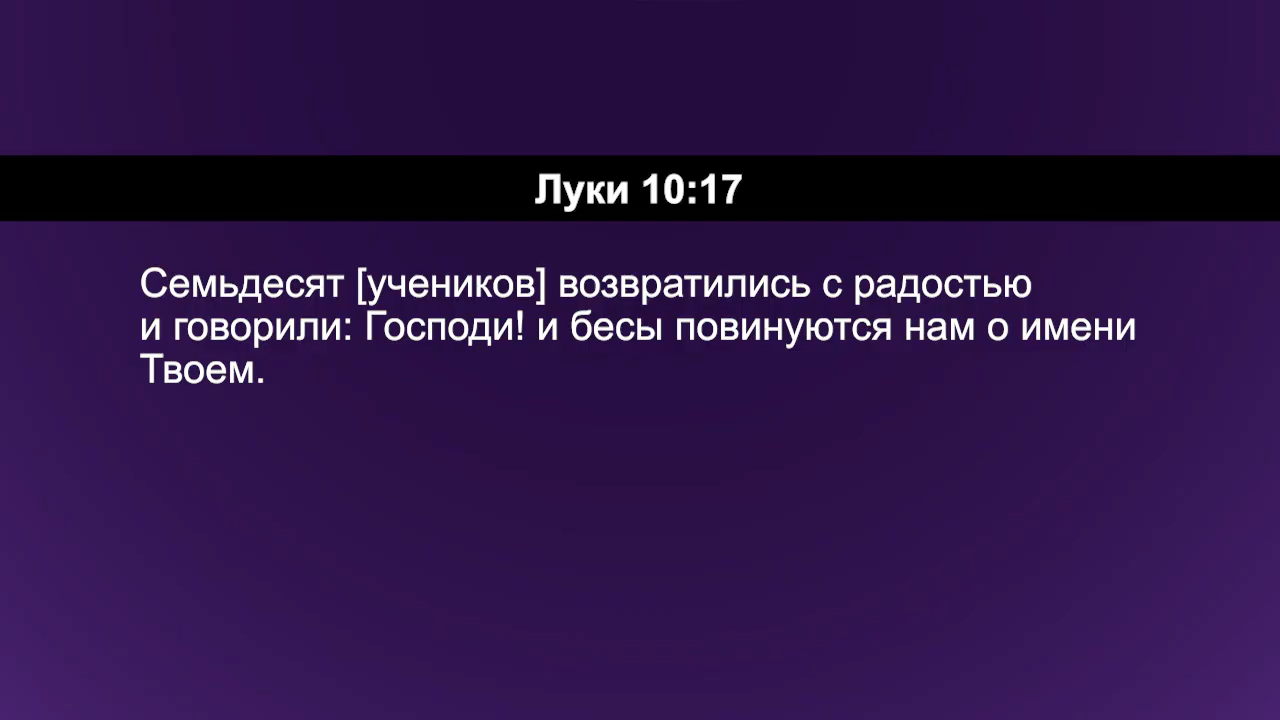 Луки 10:17
Семьдесят [учеников] возвратились с радостью
и говорили: Господи! и бесы повинуются нам о имени
Твоем.